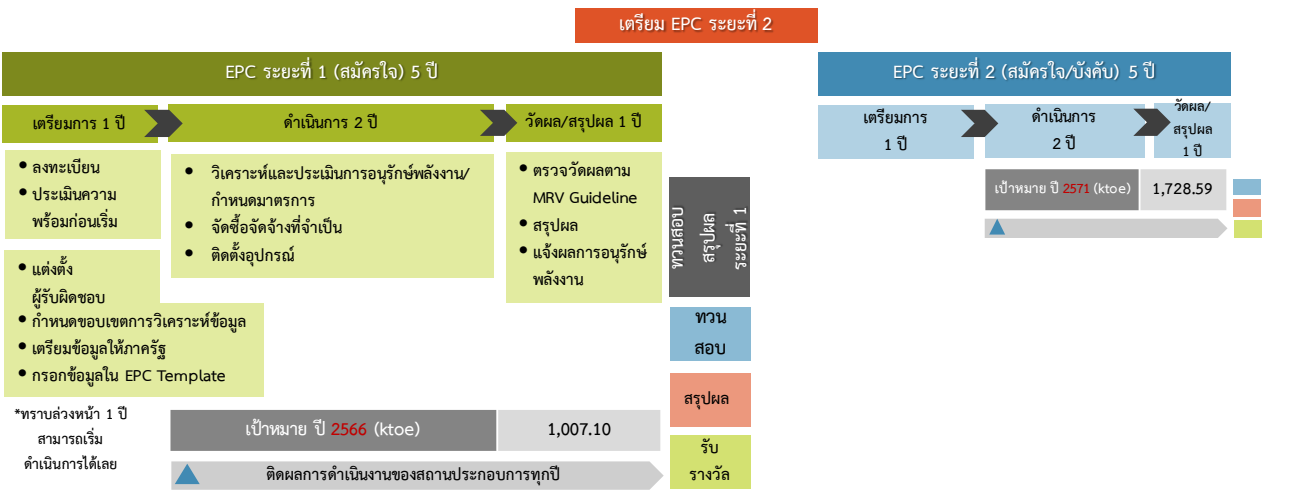 เตรียม EPC ระยะที่ 2
EPC ระยะที่ 1 (สมัครใจ) 5 ปี
เตรียมการ 1 ปี
ดำเนินการ 2 ปี
วัดผล/สรุปผล 1 ปี
• ลงทะเบียน
• ประเมินความ
พร้อมก่อนเริ่ม
• แต่งตั้ง
ผู้รับผิดชอบ
• กำหนดขอบเขตการวิเคราะห์ข้อมูล
• เตรียมข้อมูลให้ภาครัฐ
• กรอกข้อมูลใน EPC Template
*ทราบล่วงหน้า 1 ปี
สามารถเริ่ม
ดำเนินการได้เลย
• วิเคราะห์และประเมินการอนุรักษ์พลังงาน/
กำหนดมาตรการ
• จัดซื้อจัดจ้างที่จำเป็น
• ติดตั้งอุปกรณ์
• ตรวจวัดผลตาม
MRV Guideline
• สรุปผล
• แจ้งผลการอนุรักษ์
พลังงาน
เป้าหมาย ปี 2566 (ktoe)
1,007.10
ติดผลการดำเนินงานของสถานประกอบการทุกปี
ทวนสอบ
สรุปผล
ระยะที่ 1
ทวน
สอบ
สรุปผล
รับ
รางวัล
EPC ระยะที่ 2 (สมัครใจ/บังคับ) 5 ปี
เตรียมการ
1 ปี
ดำเนินการ
2 ปี
วัดผล/
สรุปผล
1 ปี
เป้าหมาย ปี 2571 (ktoe)
1,728.59